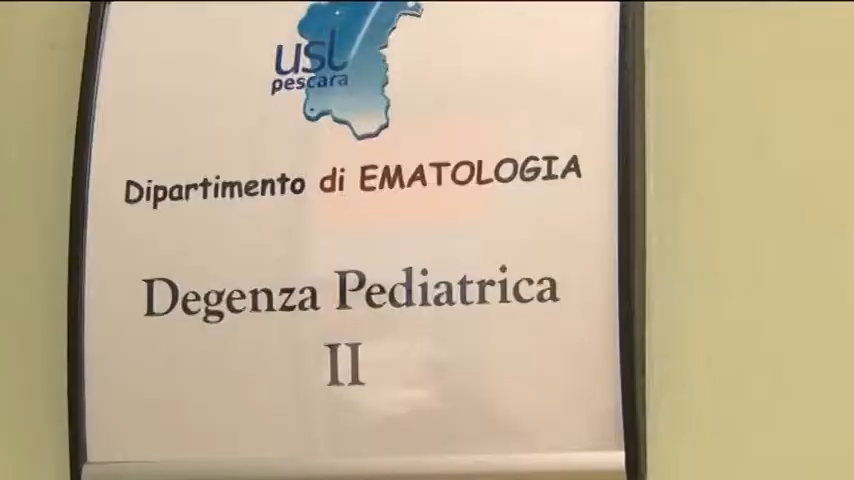 usl
pescara
Dipartimento di EMATOLOGIA
Degenza Pediatrica
II